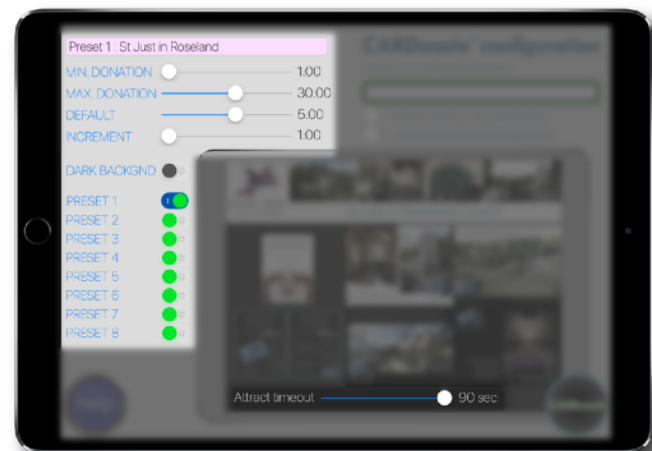 Preset 1 : St Just in Roseland
CARDonate™ configuration
MIN. DONATION 1.00
MAX. DONATION 30.00
DEFAULT 5.00
INCREMENT 1.00
DARK BACKGND
PRESET 1
PRESET 2
PRESET 3
PRESET 4
PRESET 5
PRESET 6
PRESET 7
PRESET 8
Attract timeout 90 sec